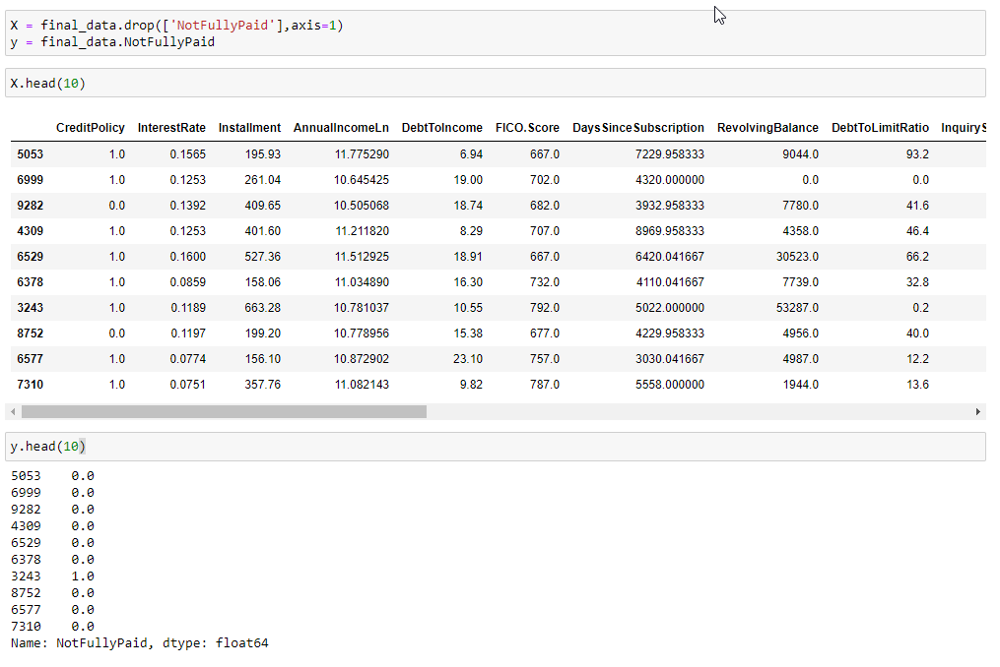 X = final_data.drop(['NotFullyPaid'],axis=1)
y = final_data.NotFullyPaid
X.head(10)
CreditPolicy InterestRate Installment AnnualIncomeLn DebtToIncome FICO.Score DaysSinceSubscription RevolvingBalance DebtToLimitRatio InquiryS
5053 1.0 0.1565 195.93 11.775290 6.94 667.0 7229.958333 9044.0 93.2
6999 1.0 0.1253 261.04 10.645425 19.00 702.0 4320.000000 0.0 0.0
9282 0.0 0.1392 409.65 10.505068 18.74 682.0 3932.958333 7780.0 41.6
4309 1.0 0.1253 401.60 11.211820 8.29 707.0 8969.958333 4358.0 46.4
6529 1.0 0.1600 527.36 11.512925 18.91 667.0 6420.041667 30523.0 66.2
6378 1.0 0.0859 158.06 11.034890 16.30 732.0 4110.041667 7739.0 32.8
3243 1.0 0.1189 663.28 10.781037 10.55 792.0 5022.000000 53287.0 0.2
8752 0.0 0.1197 199.20 10.778956 15.38 677.0 4229.958333 4956.0 40.0
6577 1.0 0.0774 156.10 10.872902 23.10 757.0 3030.041667 4987.0 12.2
7310 1.0 0.0751 357.76 11.082143 9.82 787.0 5558.000000 1944.0 13.6
y.head(10)
5053 0.0
6999 0.0
9282 0.0
4309 0.0
6529 0.0
6378 0.0
3243 1.0
8752 0.0
6577 0.0
7310 0.0
Name: NotFullyPaid, dtype: float64